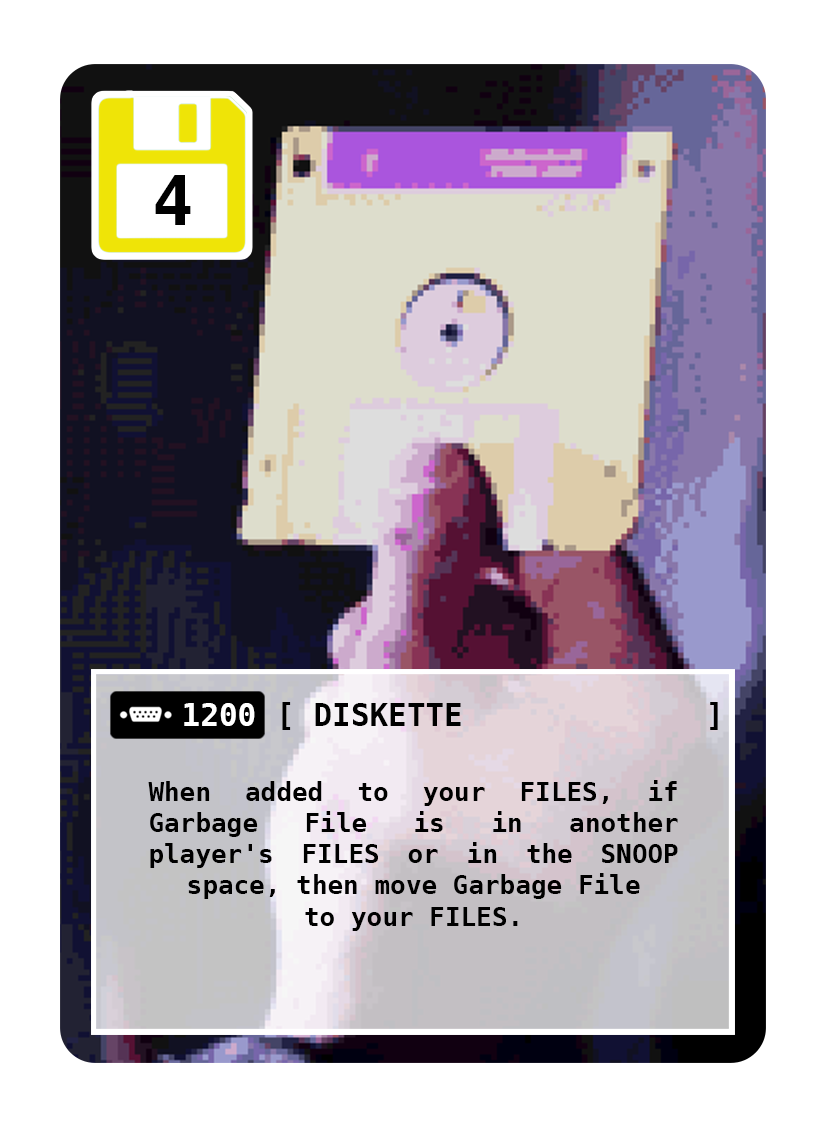 4
1200 [ DISKETTE ]
When added to your FILES, if
Garbage File is in another
player's FILES or in the SNOOP
space, then move Garbage File
to your FILES.